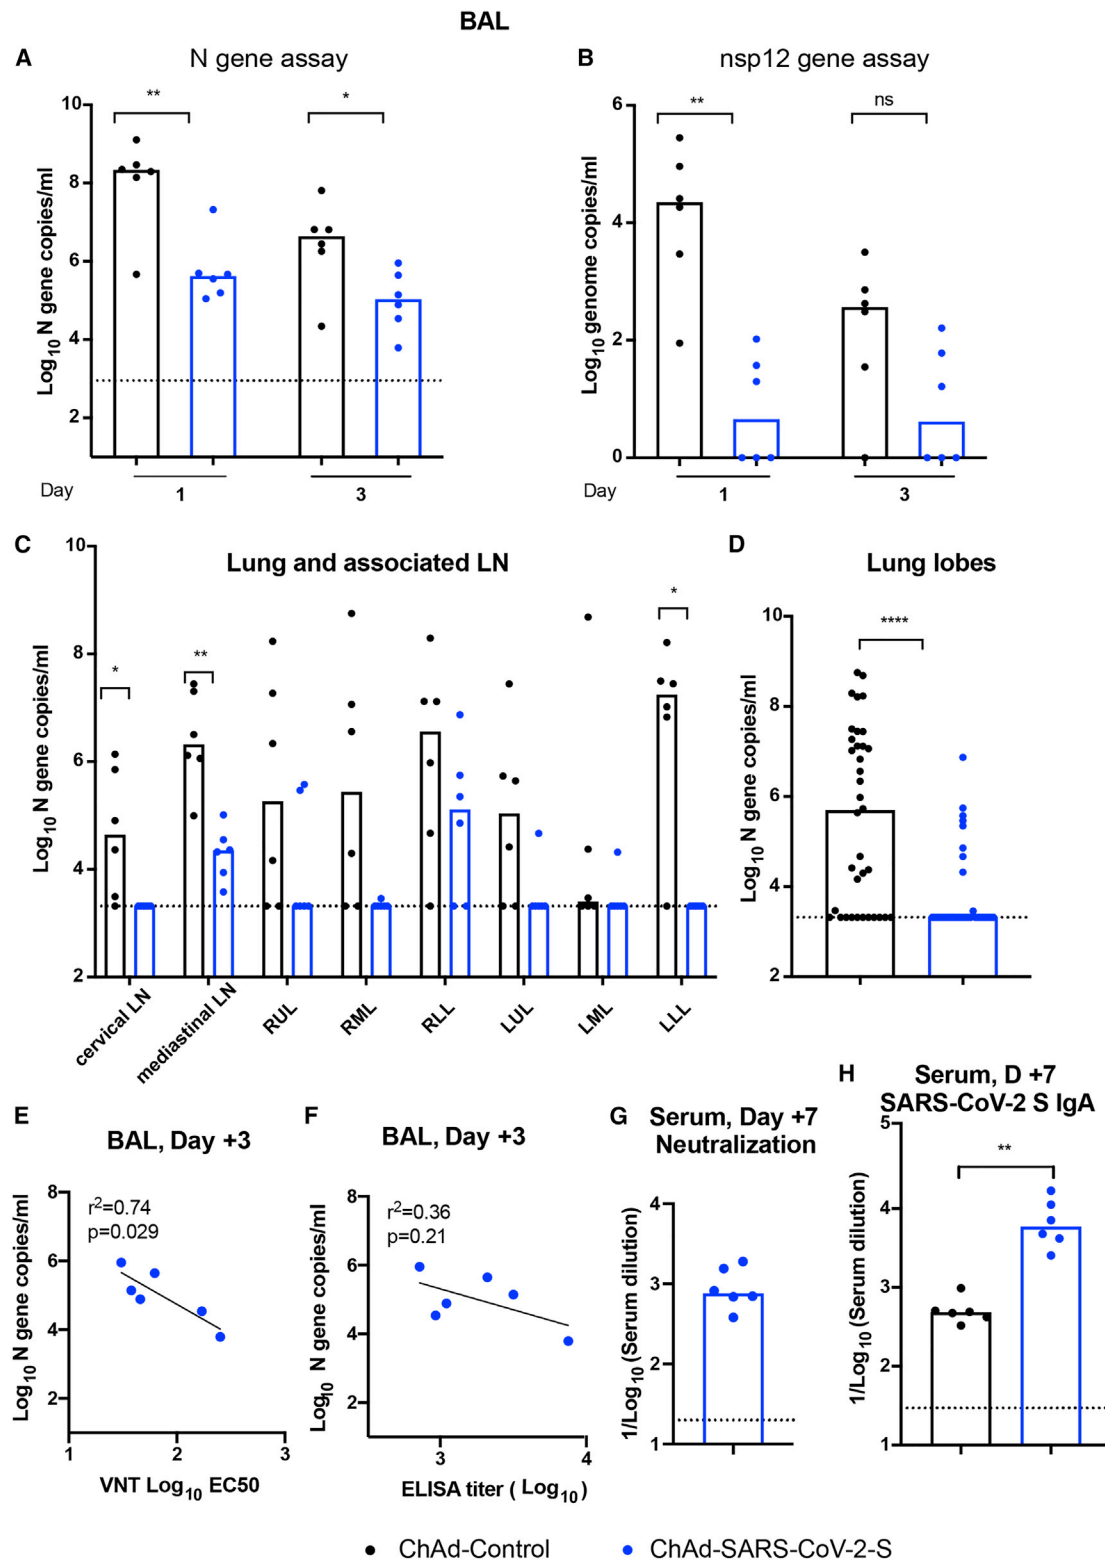 BAL
A
N gene assay
**
*
Log10 N gene copies/ml
10
8
6
4
2
Day
1
3
B
nsp12 gene assay
**
ns
Log10 genome copies/ml
6
4
2
0
Day
1
3
C
Lung and associated LN
*
**
*
Log10 N gene copies/ml
10
8
6
4
2
cervical LN
mediastinal LN
RUL
RML
RLL
LUL
LML
LLL
D
Lung lobes
****
Log10 N gene copies/ml
10
8
6
4
2
E
BAL, Day +3
r2=0.74
p=0.029
Log10 N gene copies/ml
8
6
4
2
1
2
3
VNT Log10 EC50
F
BAL, Day +3
r2=0.36
p=0.21
Log10 N gene copies/ml
8
6
4
2
3
4
ELISA titer ( Log10 )
G
Serum, Day +7
Neutralization
1/Log10 (Serum dilution)
4
3
2
1
H
Serum, D +7
SARS-CoV-2 S IgA
**
1/Log10 (Serum dilution)
5
4
3
2
1
ChAd-Control
ChAd-SARS-CoV-2-S